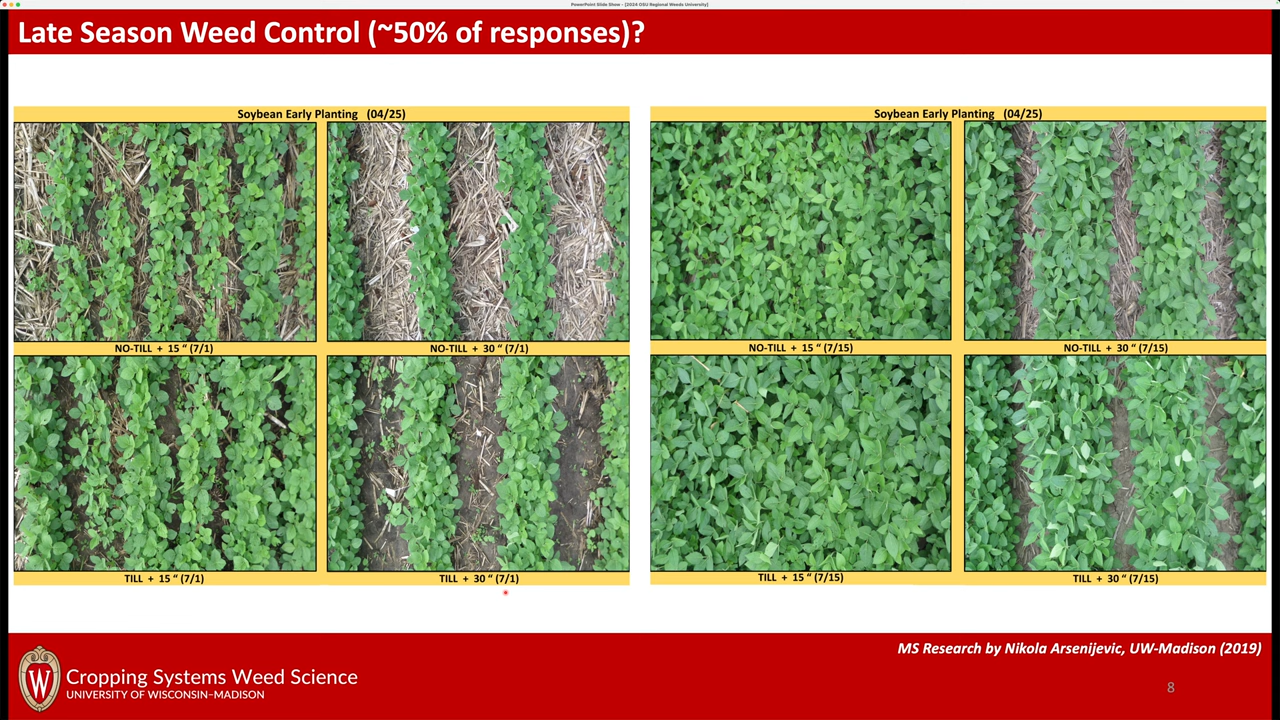 PowerPoint Slide Show - [2024 OSU Regional Weeds University]
Late Season Weed Control (~50% of responses)?
Soybean Early Planting (04/25)
NO-TILL + 15 “ (7/1)
NO-TILL + 30 “ (7/1)
TILL + 15 “ (7/1)
TILL + 30 “ (7/1)
Soybean Early Planting (04/25)
NO-TILL + 15 “ (7/15)
NO-TILL + 30 “ (7/15)
TILL + 15 “ (7/15)
TILL + 30 “ (7/15)
MS Research by Nikola Arsenijevic, UW-Madison (2019)
W
Cropping Systems Weed Science
UNIVERSITY OF WISCONSIN–MADISON
8